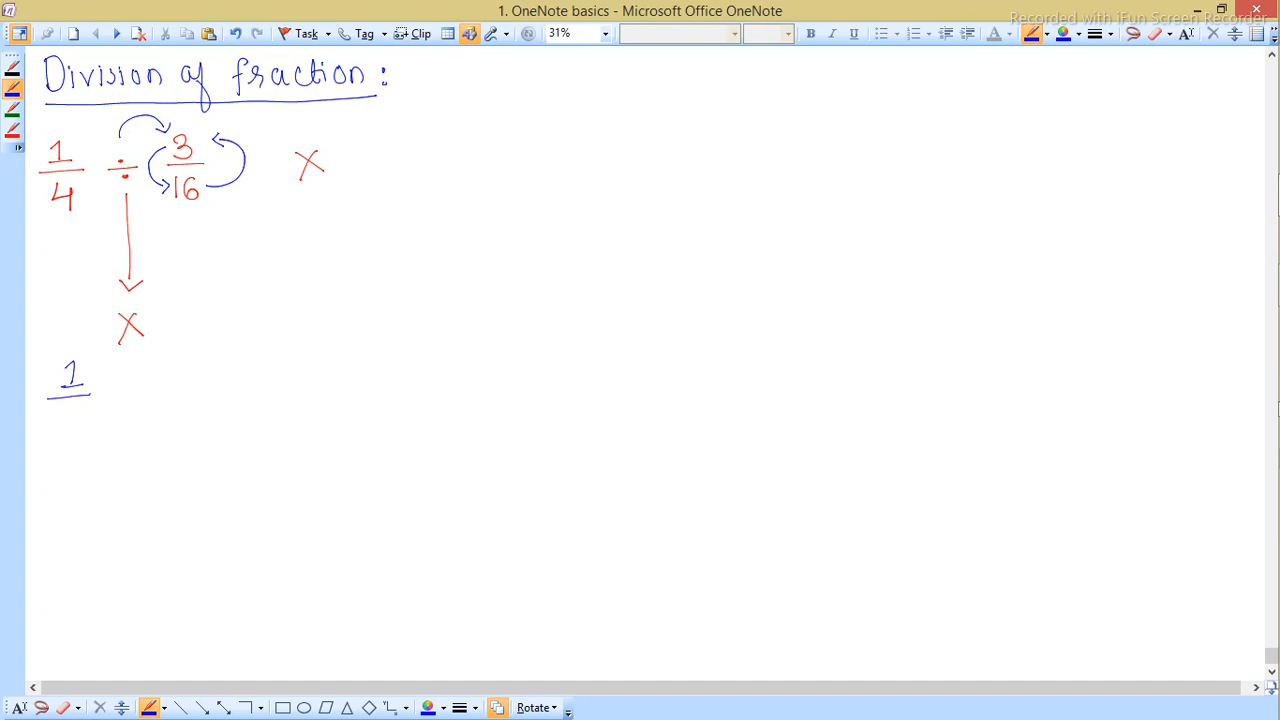 1. OneNote basics - Microsoft Office OneNote
Recorded with iFun Screen Recorder
Task Tag Clip 31% B I U A
Division of fraction :
1/4 ÷ 3/16 X
X
1
Rotate